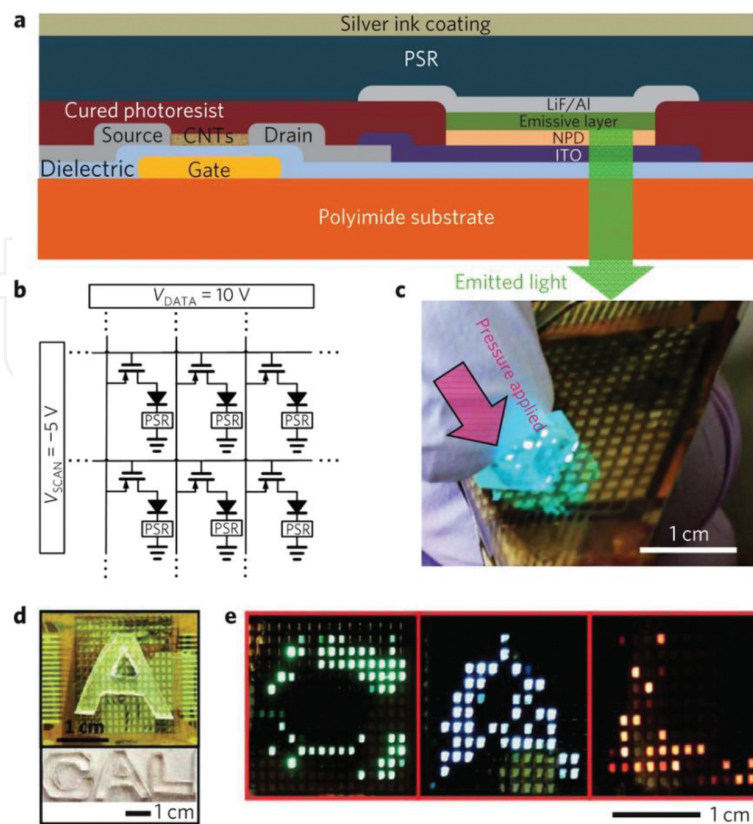 a
Silver ink coating
PSR
LiF/Al
Cured photoresist
Emissive layer
Source CNTs Drain
NPD
ITO
Dielectric
Gate
Polyimide substrate
Emitted light
b
V_DATA = 10 V
V_SCAN = −5 V
PSR PSR PSR
PSR PSR PSR
c
Pressure applied
1 cm
d
A
1 cm
CAL
1 cm
e
C A L
1 cm